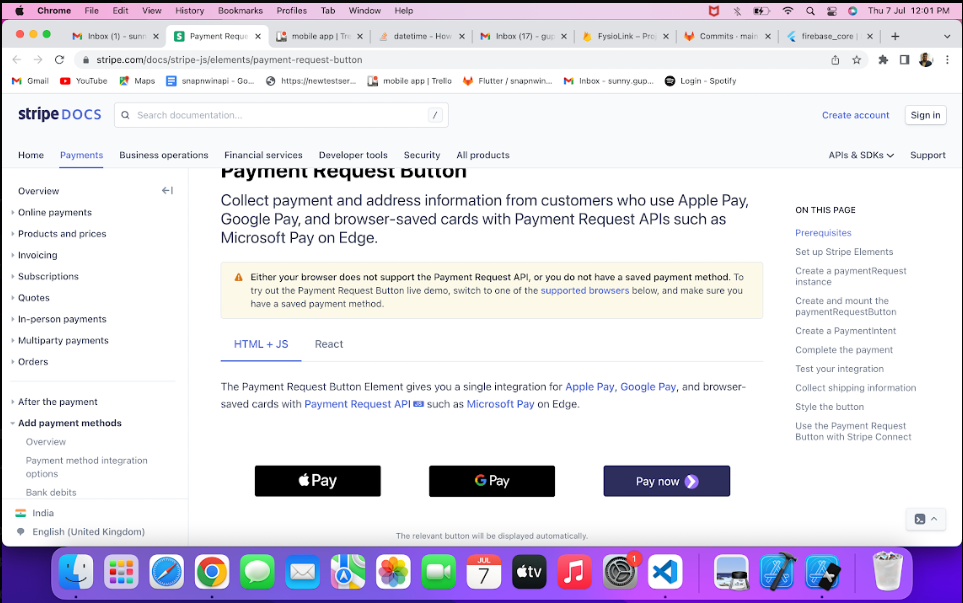 Chrome File Edit View History Bookmarks Profiles Tab Window Help Thu 7 Jul 12:01 PM
Inbox (1) - sunn Payment Reque mobile app | Tr datetime - How Inbox (17) - gup FysioLink – Pro Commits · main firebase_core |
stripe.com/docs/stripe-js/elements/payment-request-button
Gmail YouTube Maps snapnwinapi - Go... https://newtestser... mobile app | Trello Flutter / snapnwin... Inbox - sunny.gup... Login - Spotify
stripe DOCS Search documentation... / Create account Sign in
Home Payments Business operations Financial services Developer tools Security All products APIs & SDKs Support
Payment Request Button
Collect payment and address information from customers who use Apple Pay,
Google Pay, and browser-saved cards with Payment Request APIs such as
Microsoft Pay on Edge.
Either your browser does not support the Payment Request API, or you do not have a saved payment method. To
try out the Payment Request Button live demo, switch to one of the supported browsers below, and make sure you
have a saved payment method.
HTML + JS React
The Payment Request Button Element gives you a single integration for Apple Pay, Google Pay, and browser-
saved cards with Payment Request API such as Microsoft Pay on Edge.
Pay G Pay Pay now
The relevant button will be displayed automatically.
Overview
Online payments
Products and prices
Invoicing
Subscriptions
Quotes
In-person payments
Multiparty payments
Orders
After the payment
Add payment methods
Overview
Payment method integration
options
Bank debits
India
English (United Kingdom)
ON THIS PAGE
Prerequisites
Set up Stripe Elements
Create a paymentRequest
instance
Create and mount the
paymentRequestButton
Create a PaymentIntent
Complete the payment
Test your integration
Collect shipping information
Style the button
Use the Payment Request
Button with Stripe Connect
JUL
7
tv
1